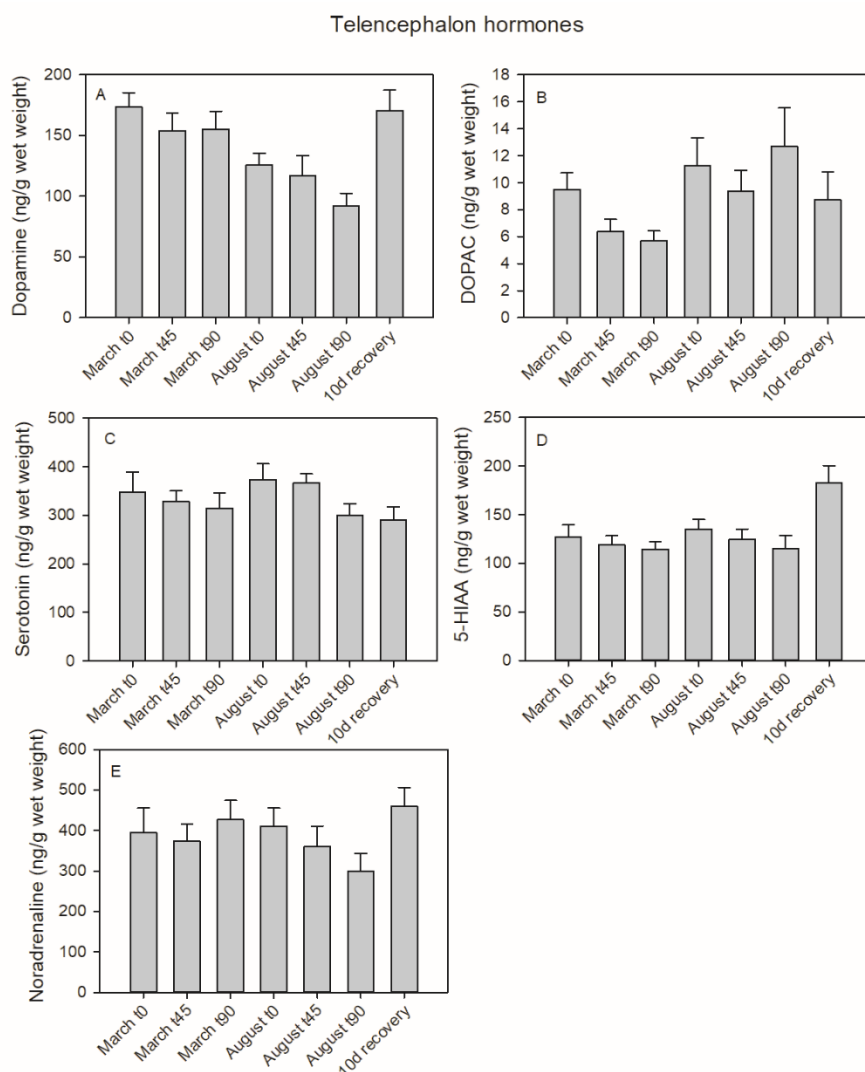 Telencephalon hormones
A
Dopamine (ng/g wet weight)
200
150
100
50
0
March t0
March t45
March t90
August t0
August t45
August t90
10d recovery
B
DOPAC (ng/g wet weight)
18
16
14
12
10
8
6
4
2
0
March t0
March t45
March t90
August t0
August t45
August t90
10d recovery
C
Serotonin (ng/g wet weight)
500
400
300
200
100
0
March t0
March t45
March t90
August t0
August t45
August t90
10d recovery
D
5-HIAA (ng/g wet weight)
250
200
150
100
50
0
March t0
March t45
March t90
August t0
August t45
August t90
10d recovery
E
Noradrenaline (ng/g wet weight)
600
500
400
300
200
100
0
March t0
March t45
March t90
August t0
August t45
August t90
10d recovery